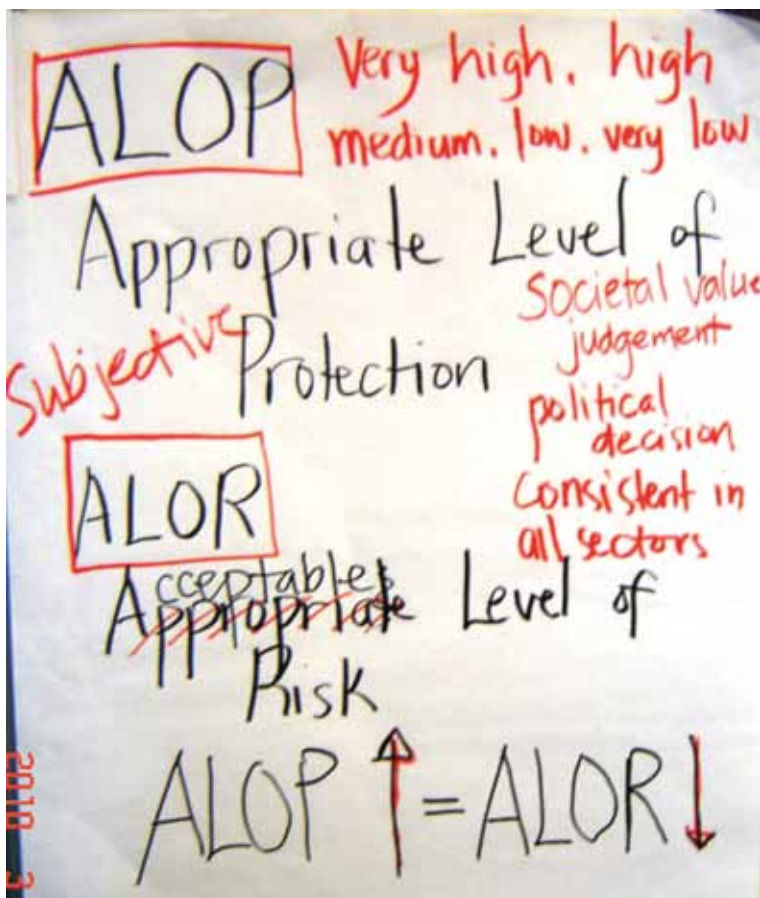 ALOP
Very high, high
medium, low, very low
Appropriate Level of
Protection
Subjective
Societal value
judgement
political
decision
Consistent in
all sectors
ALOR
Acceptable
Appropriate Level of
Risk
ALOP ↑ = ALOR ↓
2010 3